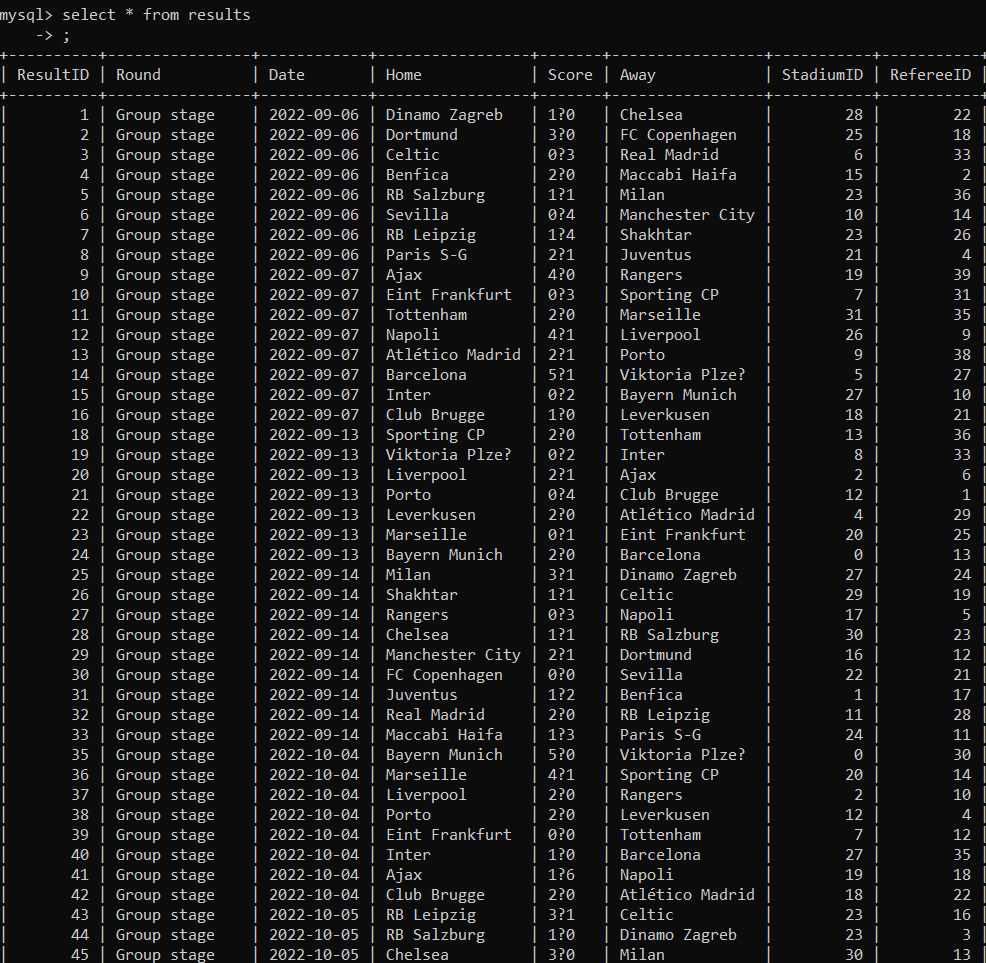 mysql> select * from results
-> ;
| ResultID | Round | Date | Home | Score | Away | StadiumID | RefereeID |
| 1 | Group stage | 2022-09-06 | Dinamo Zagreb | 1?0 | Chelsea | 28 | 22 |
| 2 | Group stage | 2022-09-06 | Dortmund | 3?0 | FC Copenhagen | 25 | 18 |
| 3 | Group stage | 2022-09-06 | Celtic | 0?3 | Real Madrid | 6 | 33 |
| 4 | Group stage | 2022-09-06 | Benfica | 2?0 | Maccabi Haifa | 15 | 2 |
| 5 | Group stage | 2022-09-06 | RB Salzburg | 1?1 | Milan | 23 | 36 |
| 6 | Group stage | 2022-09-06 | Sevilla | 0?4 | Manchester City | 10 | 14 |
| 7 | Group stage | 2022-09-06 | RB Leipzig | 1?4 | Shakhtar | 23 | 26 |
| 8 | Group stage | 2022-09-06 | Paris S-G | 2?1 | Juventus | 21 | 4 |
| 9 | Group stage | 2022-09-07 | Ajax | 4?0 | Rangers | 19 | 39 |
| 10 | Group stage | 2022-09-07 | Eint Frankfurt | 0?3 | Sporting CP | 7 | 31 |
| 11 | Group stage | 2022-09-07 | Tottenham | 2?0 | Marseille | 31 | 35 |
| 12 | Group stage | 2022-09-07 | Napoli | 4?1 | Liverpool | 26 | 9 |
| 13 | Group stage | 2022-09-07 | Atlético Madrid | 2?1 | Porto | 9 | 38 |
| 14 | Group stage | 2022-09-07 | Barcelona | 5?1 | Viktoria Plze? | 5 | 27 |
| 15 | Group stage | 2022-09-07 | Inter | 0?2 | Bayern Munich | 27 | 10 |
| 16 | Group stage | 2022-09-07 | Club Brugge | 1?0 | Leverkusen | 18 | 21 |
| 18 | Group stage | 2022-09-13 | Sporting CP | 2?0 | Tottenham | 13 | 36 |
| 19 | Group stage | 2022-09-13 | Viktoria Plze? | 0?2 | Inter | 8 | 33 |
| 20 | Group stage | 2022-09-13 | Liverpool | 2?1 | Ajax | 2 | 6 |
| 21 | Group stage | 2022-09-13 | Porto | 0?4 | Club Brugge | 12 | 1 |
| 22 | Group stage | 2022-09-13 | Leverkusen | 2?0 | Atlético Madrid | 4 | 29 |
| 23 | Group stage | 2022-09-13 | Marseille | 0?1 | Eint Frankfurt | 20 | 25 |
| 24 | Group stage | 2022-09-13 | Bayern Munich | 2?0 | Barcelona | 0 | 13 |
| 25 | Group stage | 2022-09-14 | Milan | 3?1 | Dinamo Zagreb | 27 | 24 |
| 26 | Group stage | 2022-09-14 | Shakhtar | 1?1 | Celtic | 29 | 19 |
| 27 | Group stage | 2022-09-14 | Rangers | 0?3 | Napoli | 17 | 5 |
| 28 | Group stage | 2022-09-14 | Chelsea | 1?1 | RB Salzburg | 30 | 23 |
| 29 | Group stage | 2022-09-14 | Manchester City | 2?1 | Dortmund | 16 | 12 |
| 30 | Group stage | 2022-09-14 | FC Copenhagen | 0?0 | Sevilla | 22 | 21 |
| 31 | Group stage | 2022-09-14 | Juventus | 1?2 | Benfica | 1 | 17 |
| 32 | Group stage | 2022-09-14 | Real Madrid | 2?0 | RB Leipzig | 11 | 28 |
| 33 | Group stage | 2022-09-14 | Maccabi Haifa | 1?3 | Paris S-G | 24 | 11 |
| 35 | Group stage | 2022-10-04 | Bayern Munich | 5?0 | Viktoria Plze? | 0 | 30 |
| 36 | Group stage | 2022-10-04 | Marseille | 4?1 | Sporting CP | 20 | 14 |
| 37 | Group stage | 2022-10-04 | Liverpool | 2?0 | Rangers | 2 | 10 |
| 38 | Group stage | 2022-10-04 | Porto | 2?0 | Leverkusen | 12 | 4 |
| 39 | Group stage | 2022-10-04 | Eint Frankfurt | 0?0 | Tottenham | 7 | 12 |
| 40 | Group stage | 2022-10-04 | Inter | 1?0 | Barcelona | 27 | 35 |
| 41 | Group stage | 2022-10-04 | Ajax | 1?6 | Napoli | 19 | 18 |
| 42 | Group stage | 2022-10-04 | Club Brugge | 2?0 | Atlético Madrid | 18 | 22 |
| 43 | Group stage | 2022-10-05 | RB Leipzig | 3?1 | Celtic | 23 | 16 |
| 44 | Group stage | 2022-10-05 | RB Salzburg | 1?0 | Dinamo Zagreb | 23 | 3 |
| 45 | Group stage | 2022-10-05 | Chelsea | 3?0 | Milan | 30 | 13 |